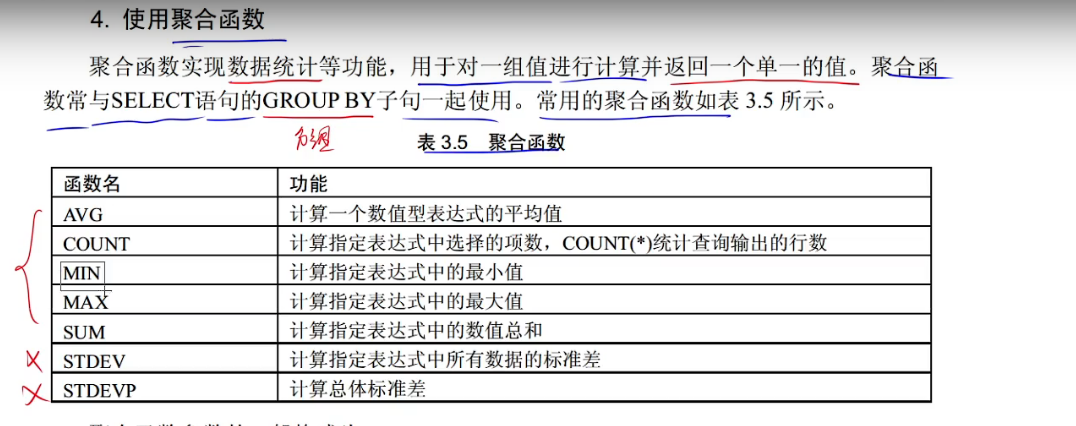 4. 使用聚合函数
聚合函数实现数据统计等功能，用于对一组值进行计算并返回一个单一的值。聚合函
数常与SELECT语句的GROUP BY子句一起使用。常用的聚合函数如表 3.5 所示。
分组
表 3.5 聚合函数
函数名 功能
AVG 计算一个数值型表达式的平均值
COUNT 计算指定表达式中选择的项数，COUNT(*)统计查询输出的行数
MIN 计算指定表达式中的最小值
MAX 计算指定表达式中的最大值
SUM 计算指定表达式中的数值总和
STDEV 计算指定表达式中所有数据的标准差
STDEVP 计算总体标准差